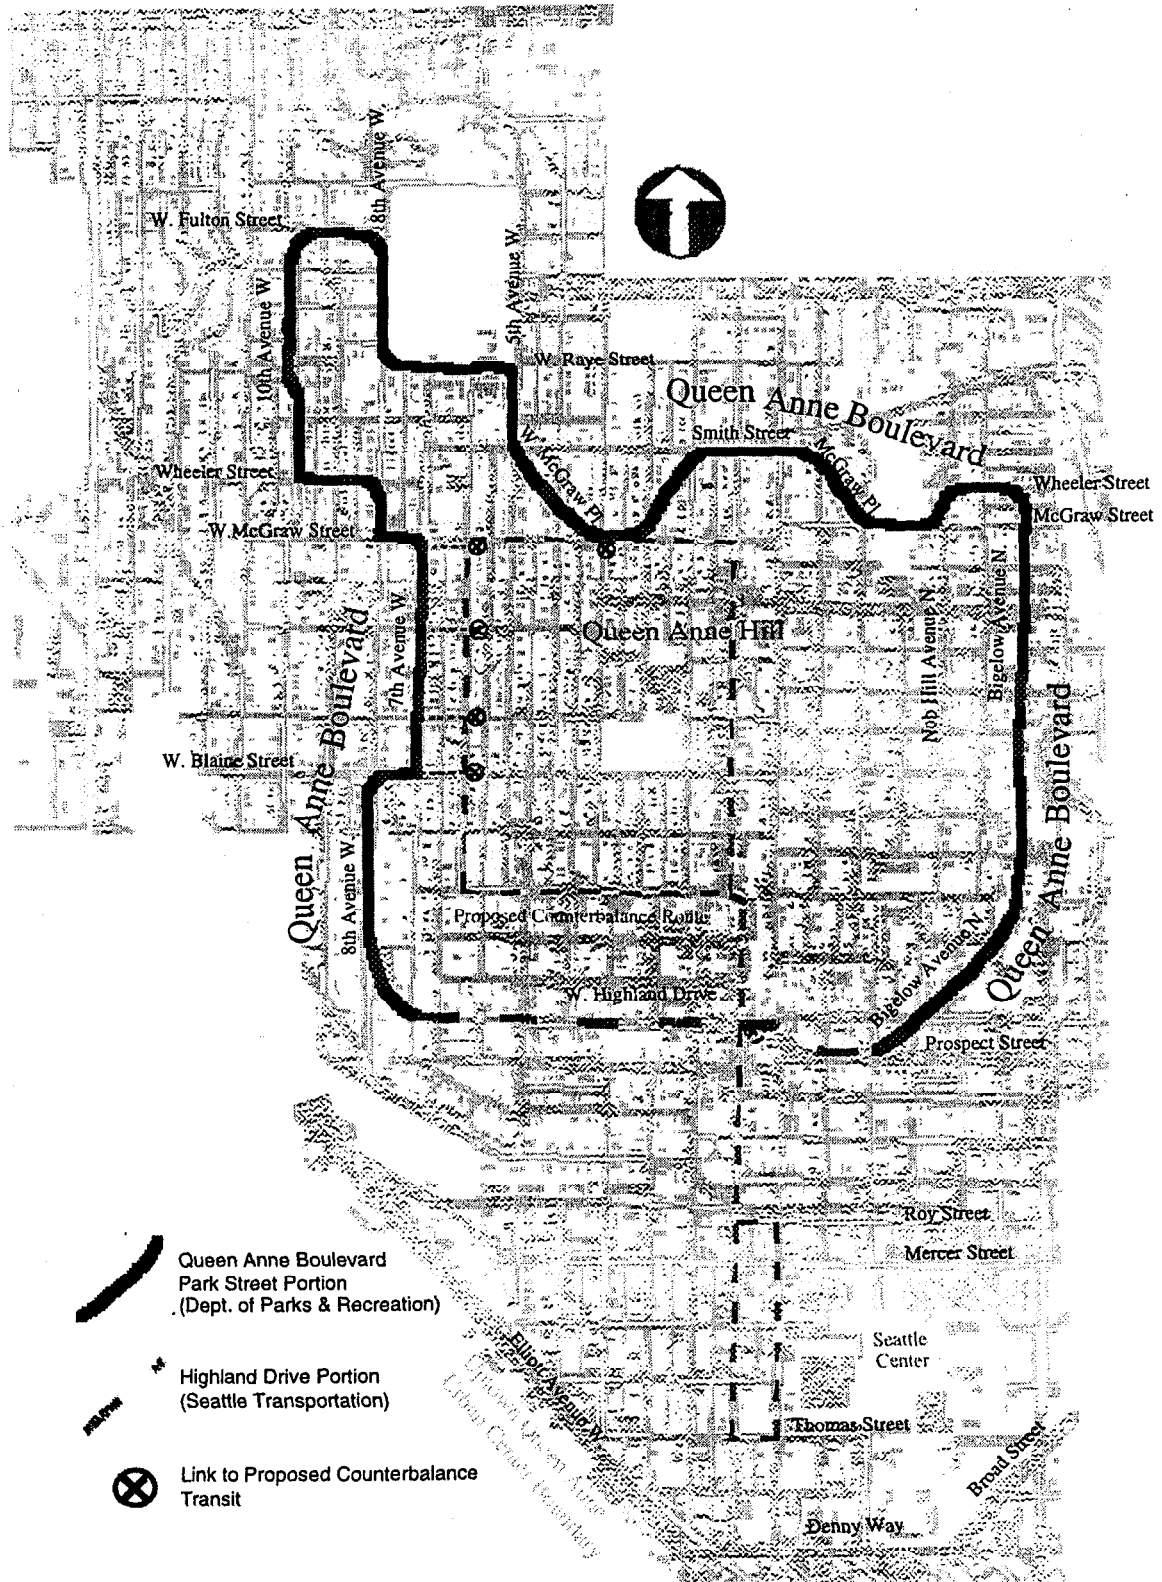 8th Avenue W.
W. Fulton Street
5th Avenue W.
10th Avenue W.
W. Raye Street
Queen Anne Boulevard
Smith Street
W. McGraw Pl.
McGraw Pl.
Wheeler Street
Wheeler Street
McGraw Street
W. McGraw Street
7th Avenue W.
Queen Anne Hill
Nob Hill Avenue N.
Bigelow Avenue N.
Queen Anne Boulevard
W. Blaine Street
Queen Anne Boulevard
8th Avenue W.
Proposed Counterbalance Route
Bigelow Avenue N.
W. Highland Drive
Prospect Street
Roy Street
Mercer Street
Queen Anne Boulevard
Park Street Portion
(Dept. of Parks & Recreation)
Seattle
Center
Elliott Avenue W.
Highland Drive Portion
(Seattle Transportation)
Thomas Street
Broad Street
Link to Proposed Counterbalance
Transit
Denny Way